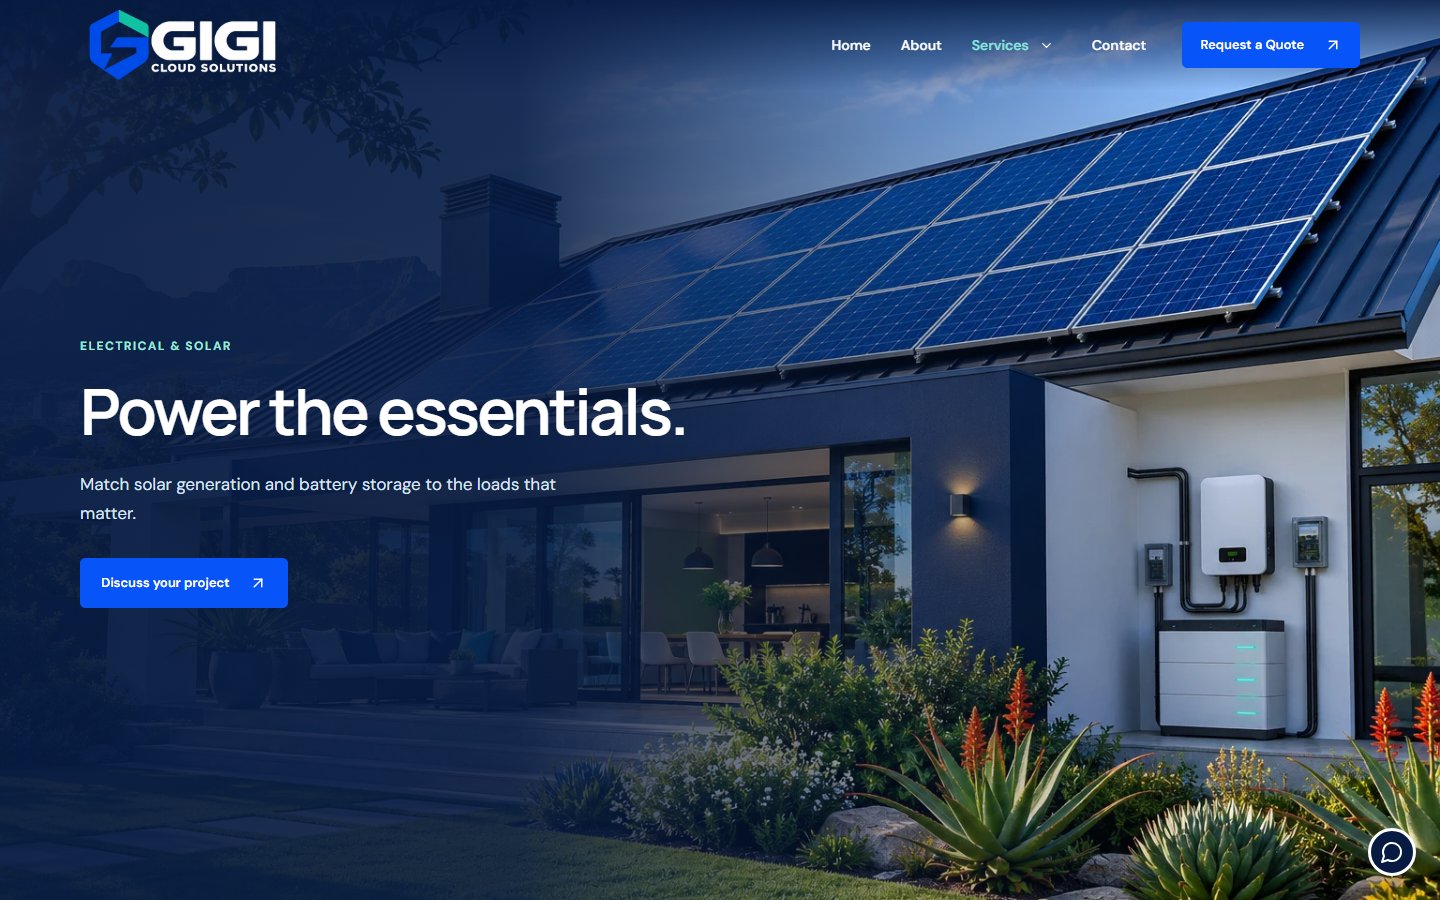 GIGI
CLOUD SOLUTIONS
Home
About
Services
Contact
Request a Quote
ELECTRICAL & SOLAR
Power the essentials.
Match solar generation and battery storage to the loads that
matter.
Discuss your project